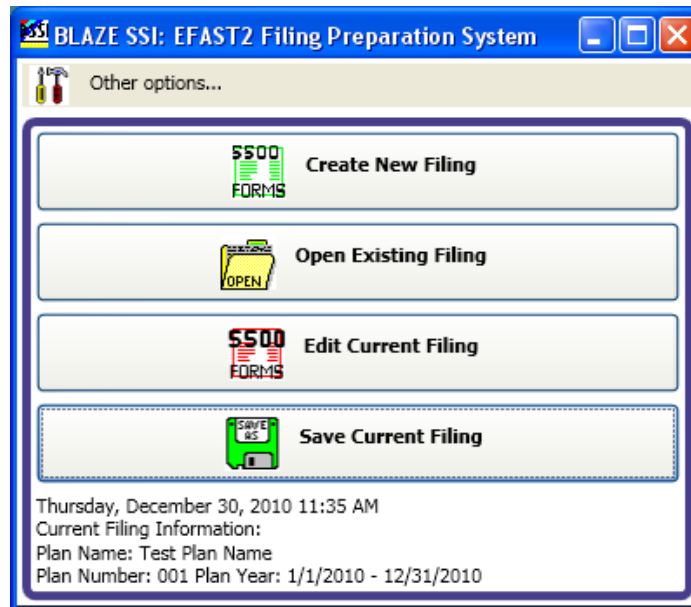 BSSI BLAZE SSI: EFAST2 Filing Preparation System
Other options...
5500 FORMS Create New Filing
OPEN Open Existing Filing
5500 FORMS Edit Current Filing
SAVE AS Save Current Filing
Thursday, December 30, 2010 11:35 AM
Current Filing Information:
Plan Name: Test Plan Name
Plan Number: 001 Plan Year: 1/1/2010 - 12/31/2010